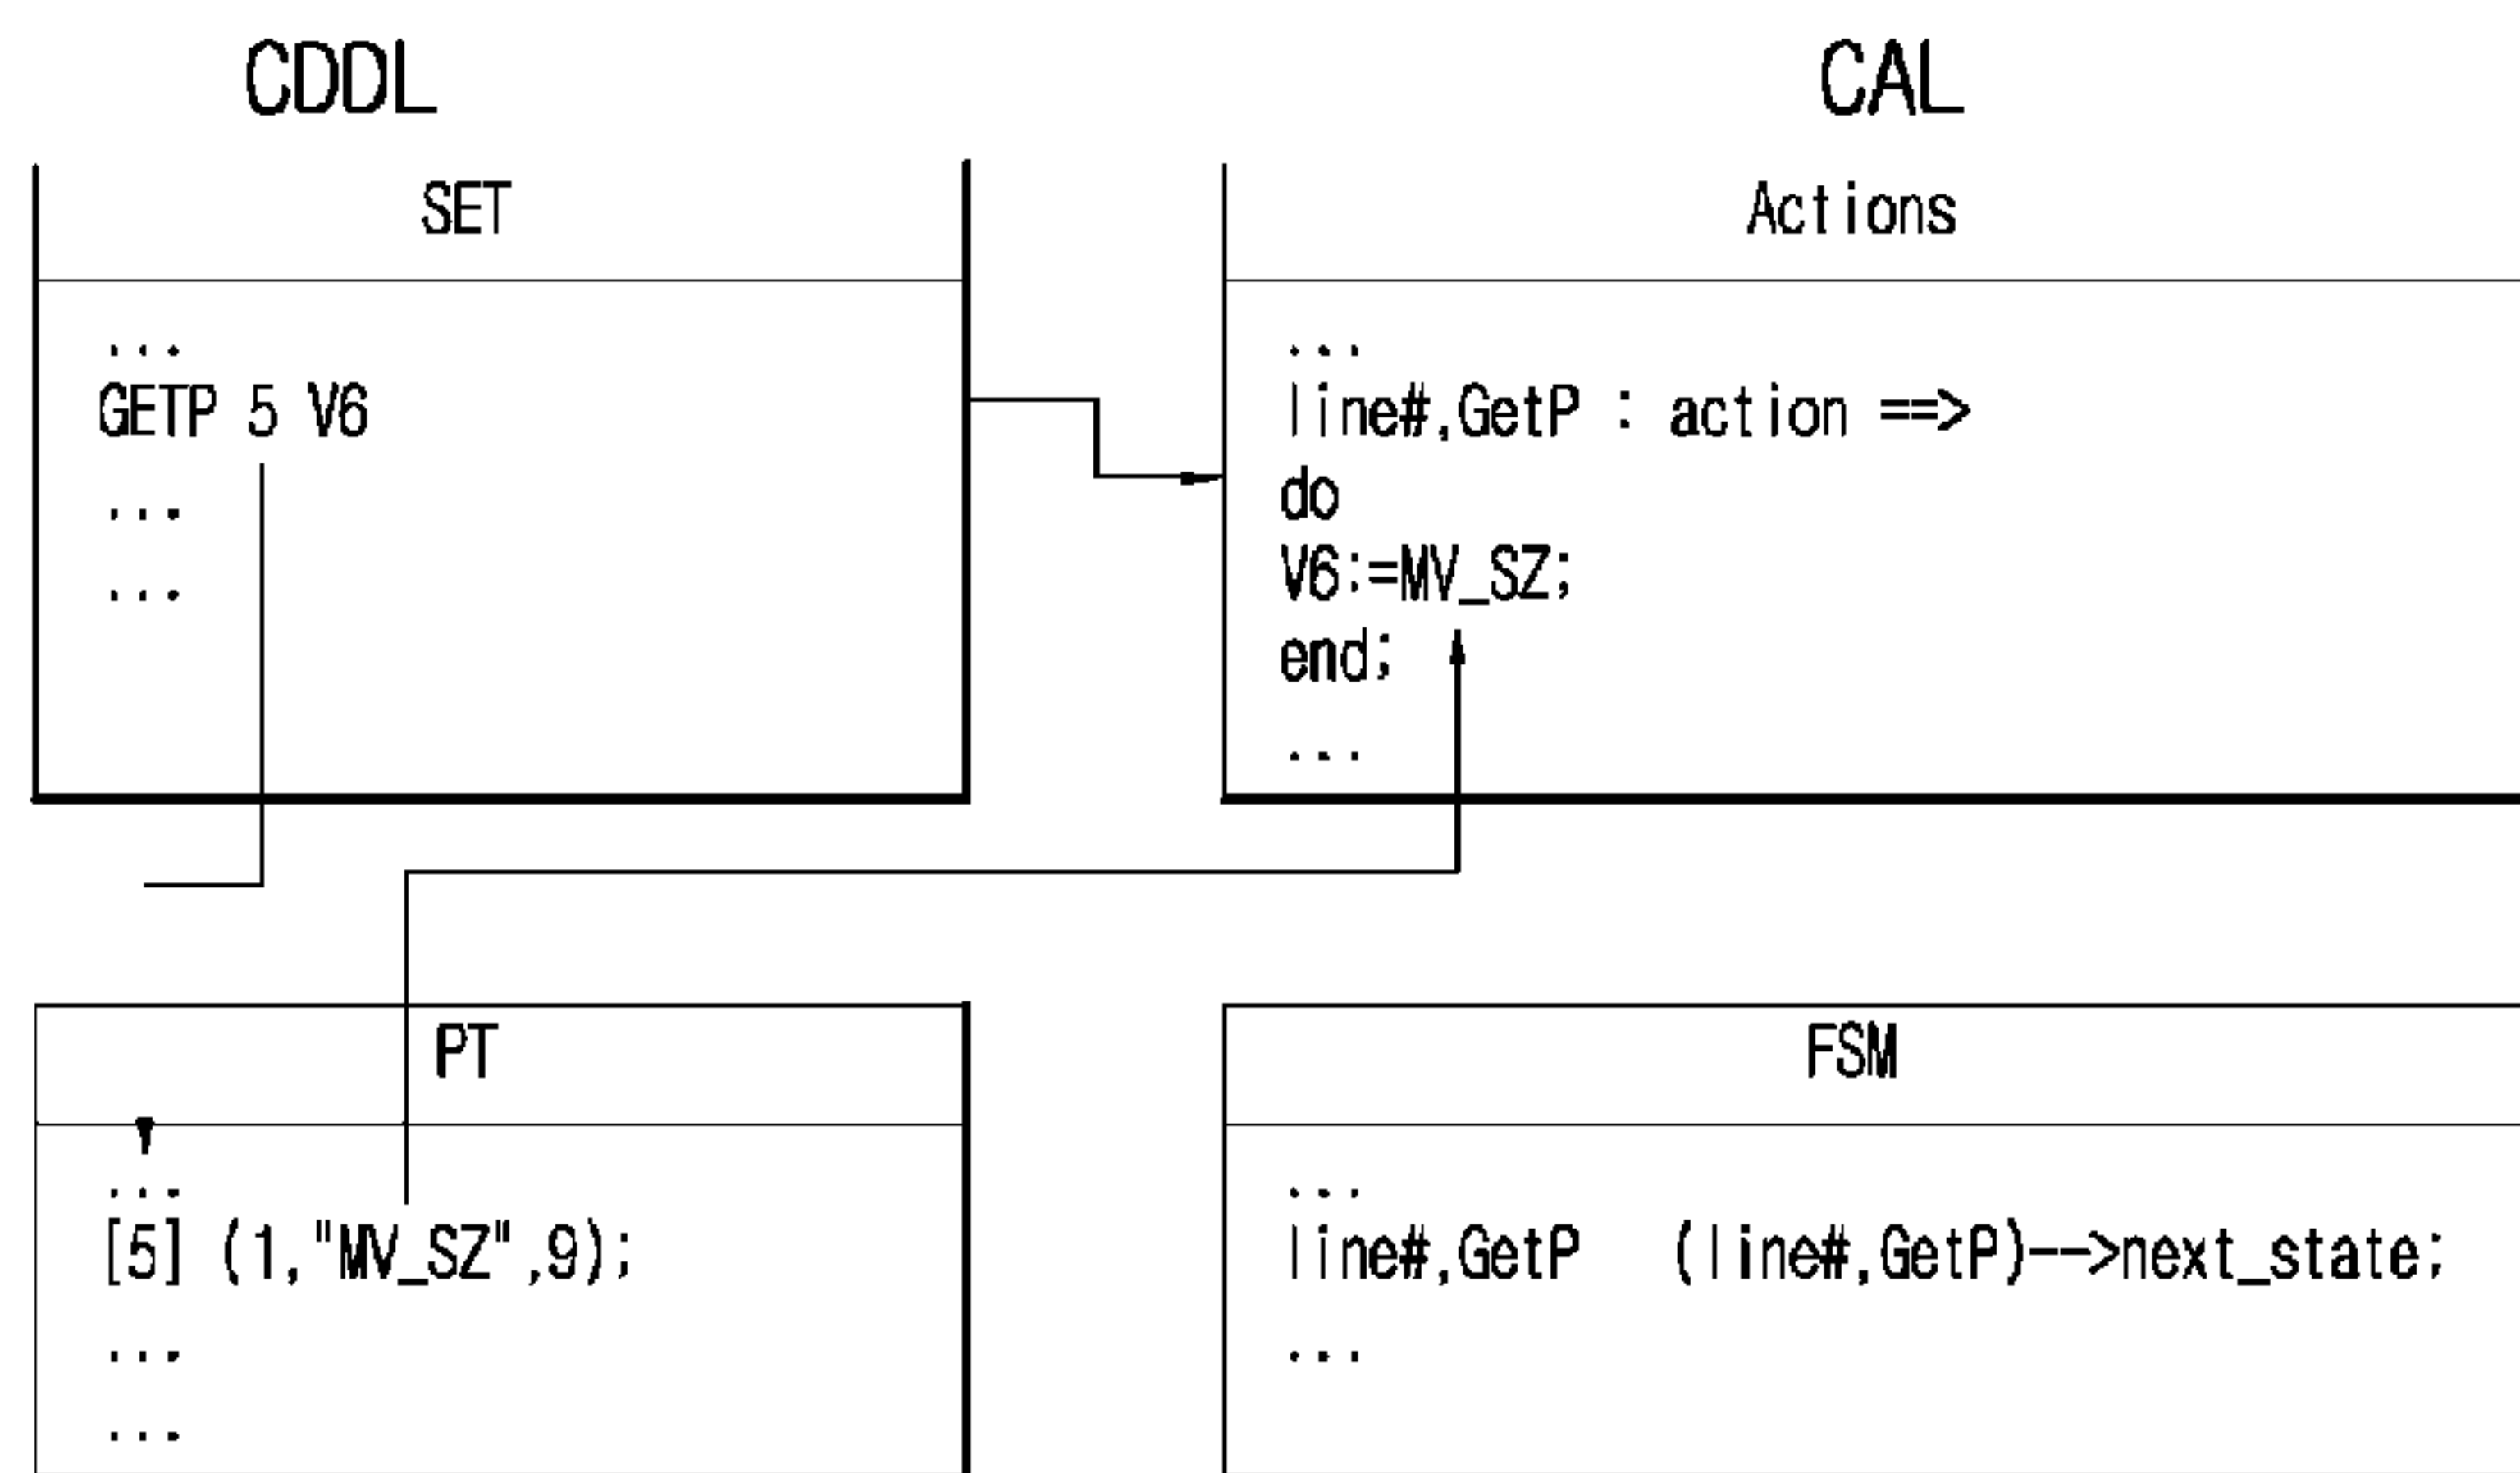 CDDL
CAL
SET
...
GETP 5 V6
...
...
Actions
...
line#,GetP : action ==>
do
V6:=MV_SZ;
end;
...
PT
...
[5] (1,"MV_SZ",9);
...
...
FSM
...
line#,GetP (line#,GetP)-->next_state;
...